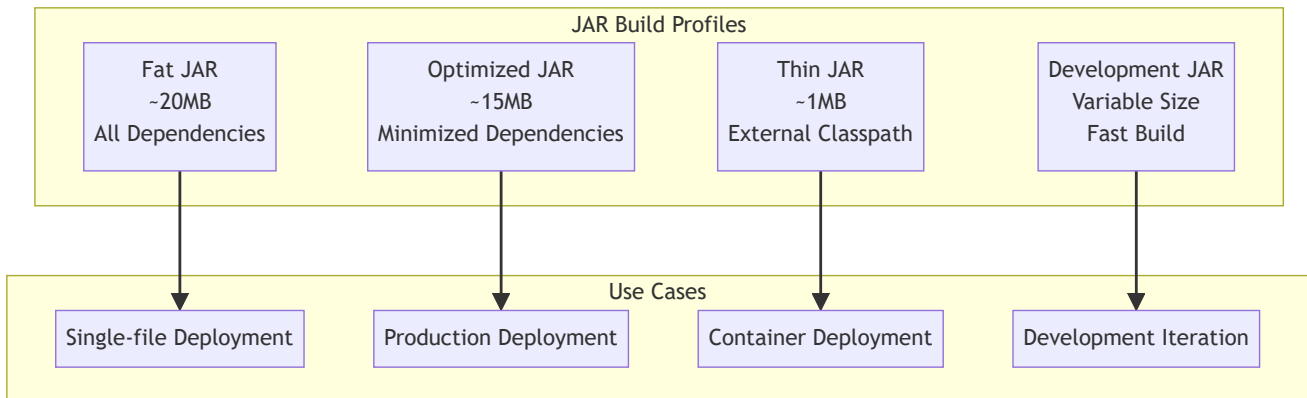 JAR Build Profiles
Fat JAR
~20MB
All Dependencies
Optimized JAR
~15MB
Minimized Dependencies
Thin JAR
~1MB
External Classpath
Development JAR
Variable Size
Fast Build
Use Cases
Single-file Deployment
Production Deployment
Container Deployment
Development Iteration